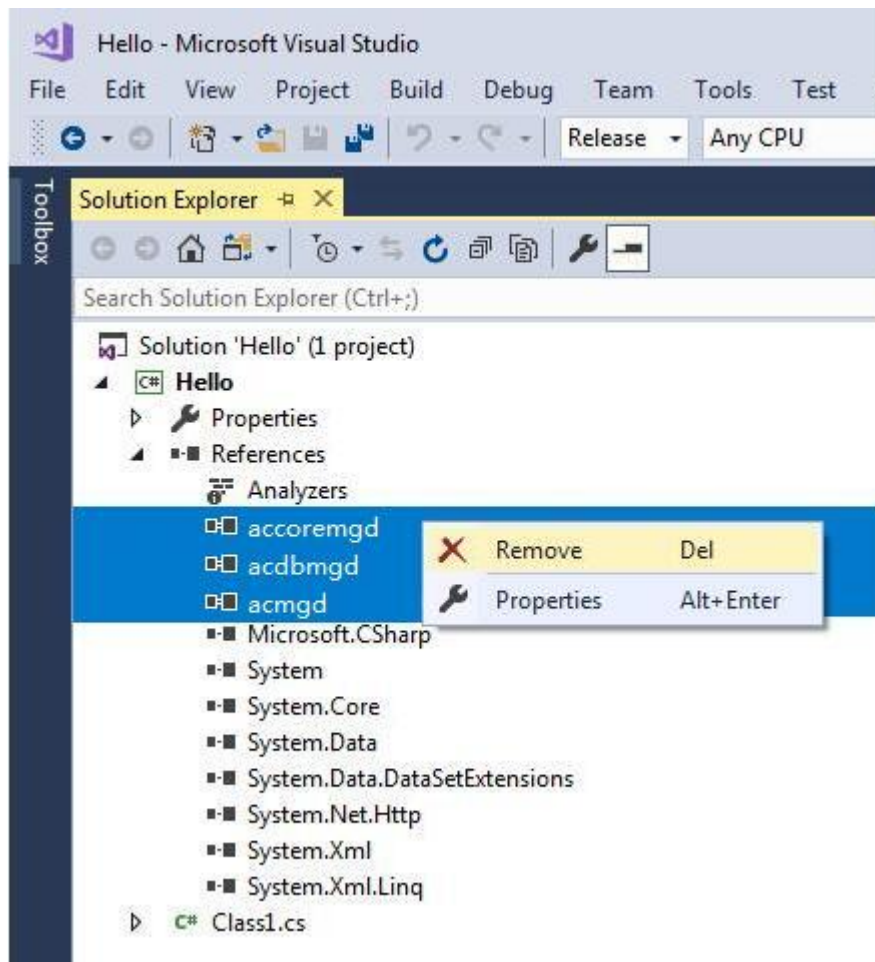 Hello - Microsoft Visual Studio
File Edit View Project Build Debug Team Tools Test
Release Any CPU
Toolbox
Solution Explorer
Search Solution Explorer (Ctrl+;)
Solution 'Hello' (1 project)
C# Hello
Properties
References
Analyzers
accoremgd
acdbmgd
acmgd
Remove Del
Properties Alt+Enter
Microsoft.CSharp
System
System.Core
System.Data
System.Data.DataSetExtensions
System.Net.Http
System.Xml
System.Xml.Linq
C# Class1.cs